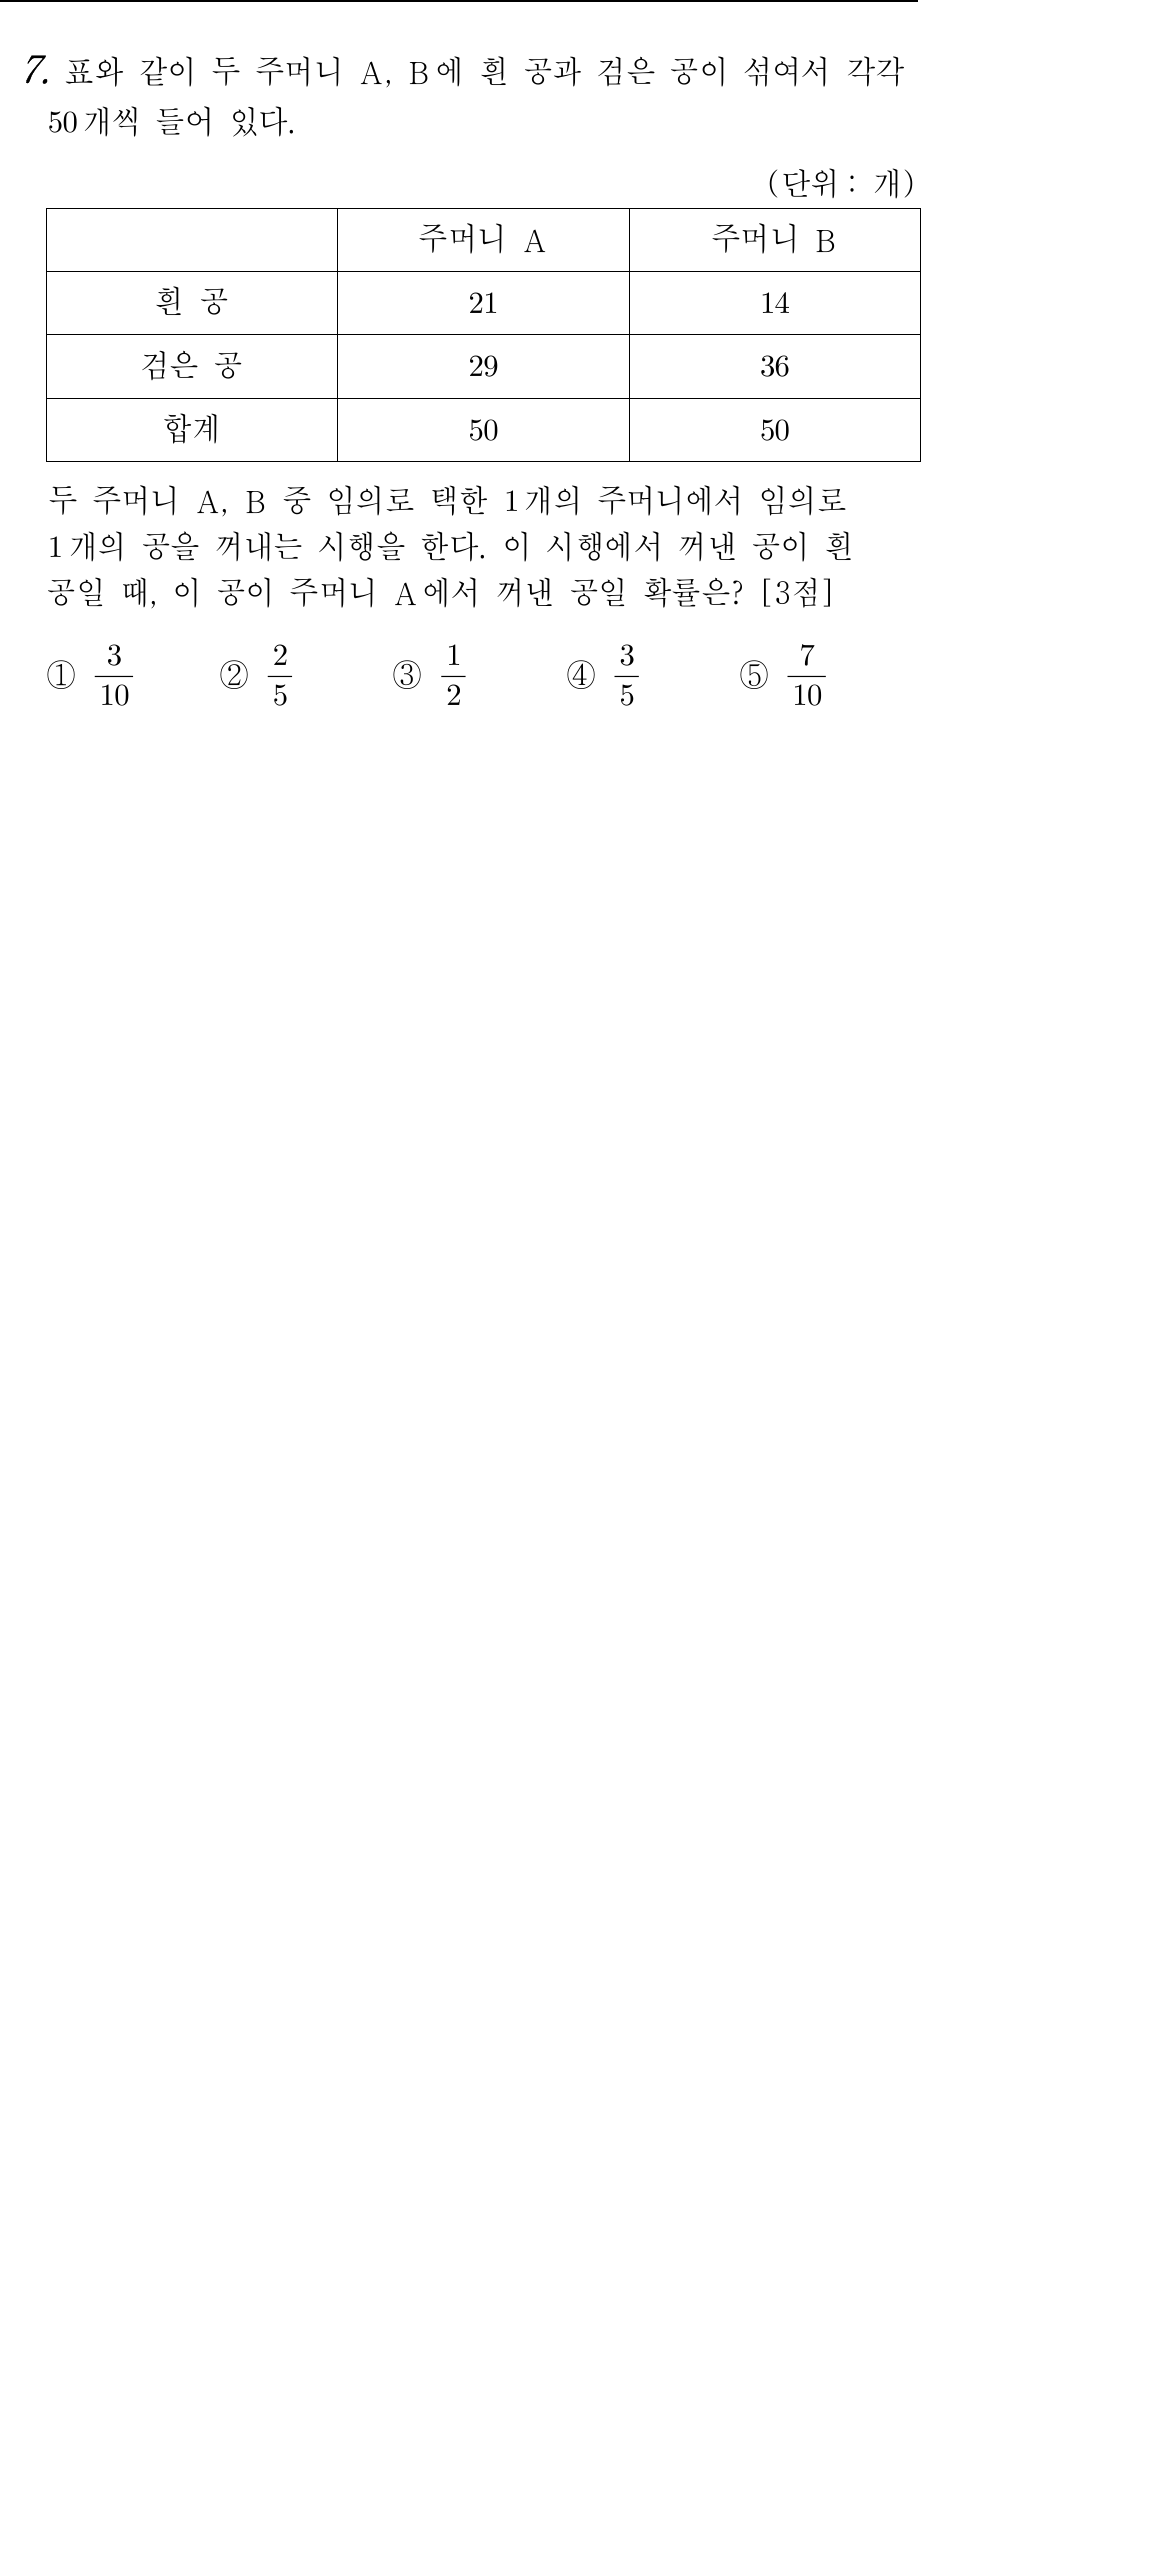 7. 표와 같이 두 주머니 A, B에 흰 공과 검은 공이 섞여서 각각
50개씩 들어 있다.
(단위 : 개)
주머니 A 주머니 B
흰 공 21 14
검은 공 29 36
합계 50 50
두 주머니 A, B 중 임의로 택한 1개의 주머니에서 임의로
1개의 공을 꺼내는 시행을 한다. 이 시행에서 꺼낸 공이 흰
공일 때, 이 공이 주머니 A에서 꺼낸 공일 확률은? [3점]
① 3/10 ② 2/5 ③ 1/2 ④ 3/5 ⑤ 7/10